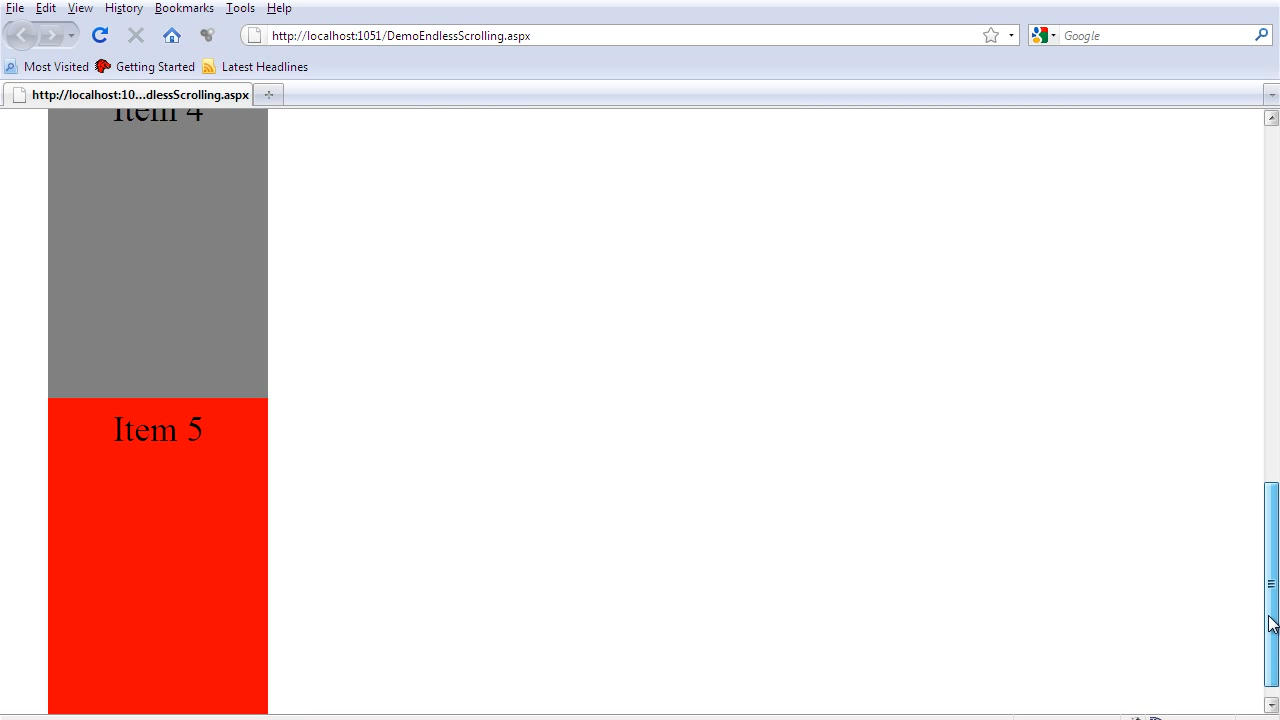 File Edit View History Bookmarks Tools Help
http://localhost:1051/DemoEndlessScrolling.aspx
Google
Most Visited Getting Started Latest Headlines
http://localhost:10...dlessScrolling.aspx
Item 4
Item 5